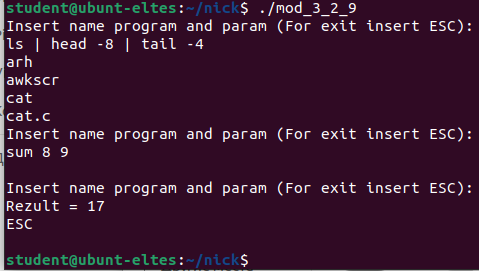 student@ubunt-eltes:~/nick$ ./mod_3_2_9
Insert name program and param (For exit insert ESC):
ls | head -8 | tail -4
arh
awkscr
cat
cat.c
Insert name program and param (For exit insert ESC):
sum 8 9
Insert name program and param (For exit insert ESC):
Rezult = 17
ESC
student@ubunt-eltes:~/nick$